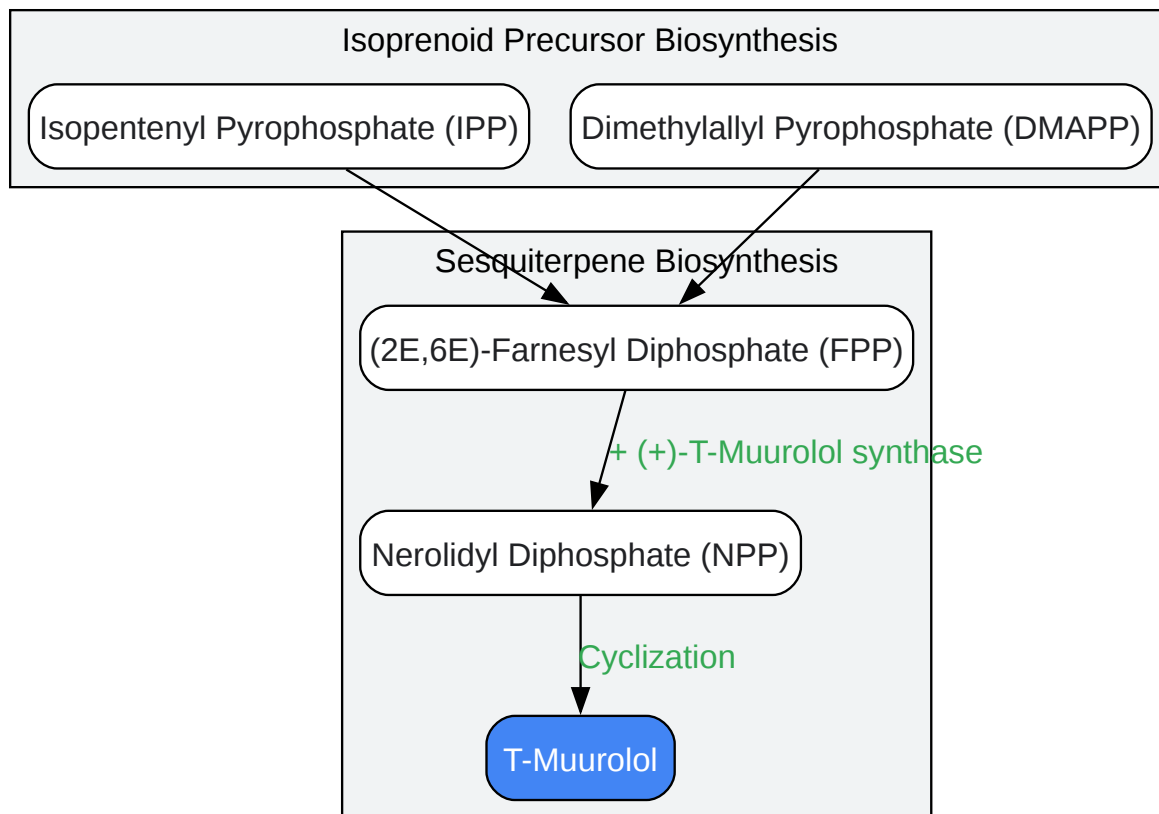 Isoprenoid Precursor Biosynthesis
Isopentenyl Pyrophosphate (IPP)
Dimethylallyl Pyrophosphate (DMAPP)
Sesquiterpene Biosynthesis
(2E,6E)-Farnesyl Diphosphate (FPP)
+ (+)-T-Muurolol synthase
Nerolidyl Diphosphate (NPP)
Cyclization
T-Muurolol